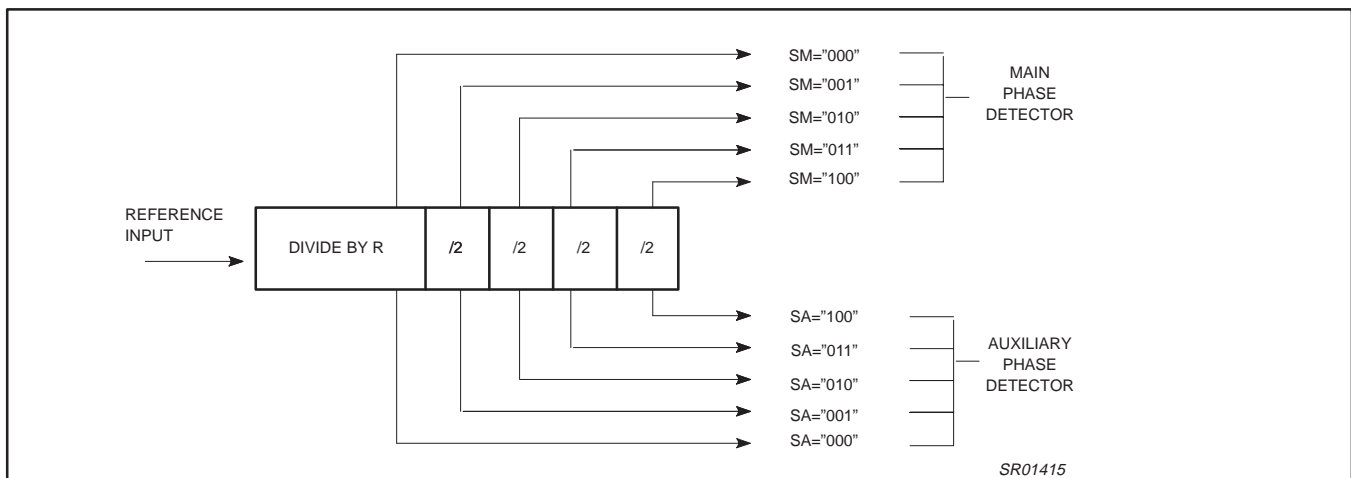 SM="000"
SM="001"
SM="010"
SM="011"
SM="100"
MAIN
PHASE
DETECTOR
REFERENCE
INPUT
DIVIDE BY R
/2
/2
/2
/2
SA="100"
SA="011"
SA="010"
SA="001"
SA="000"
AUXILIARY
PHASE
DETECTOR
SR01415